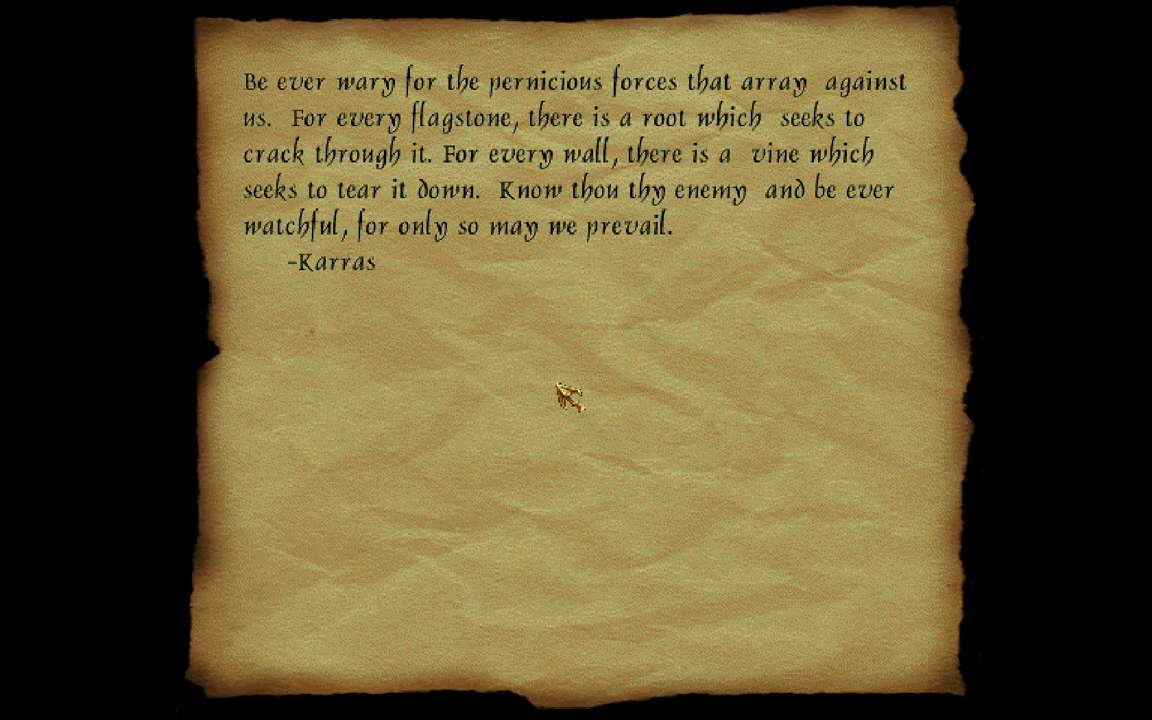 Be ever wary for the pernicious forces that array  against
us.  For every flagstone, there is a root which  seeks to
crack through it. For every wall, there is a  vine which
seeks to tear it down.  Know thou thy enemy  and be ever
watchful, for only so may we prevail.
-Karras